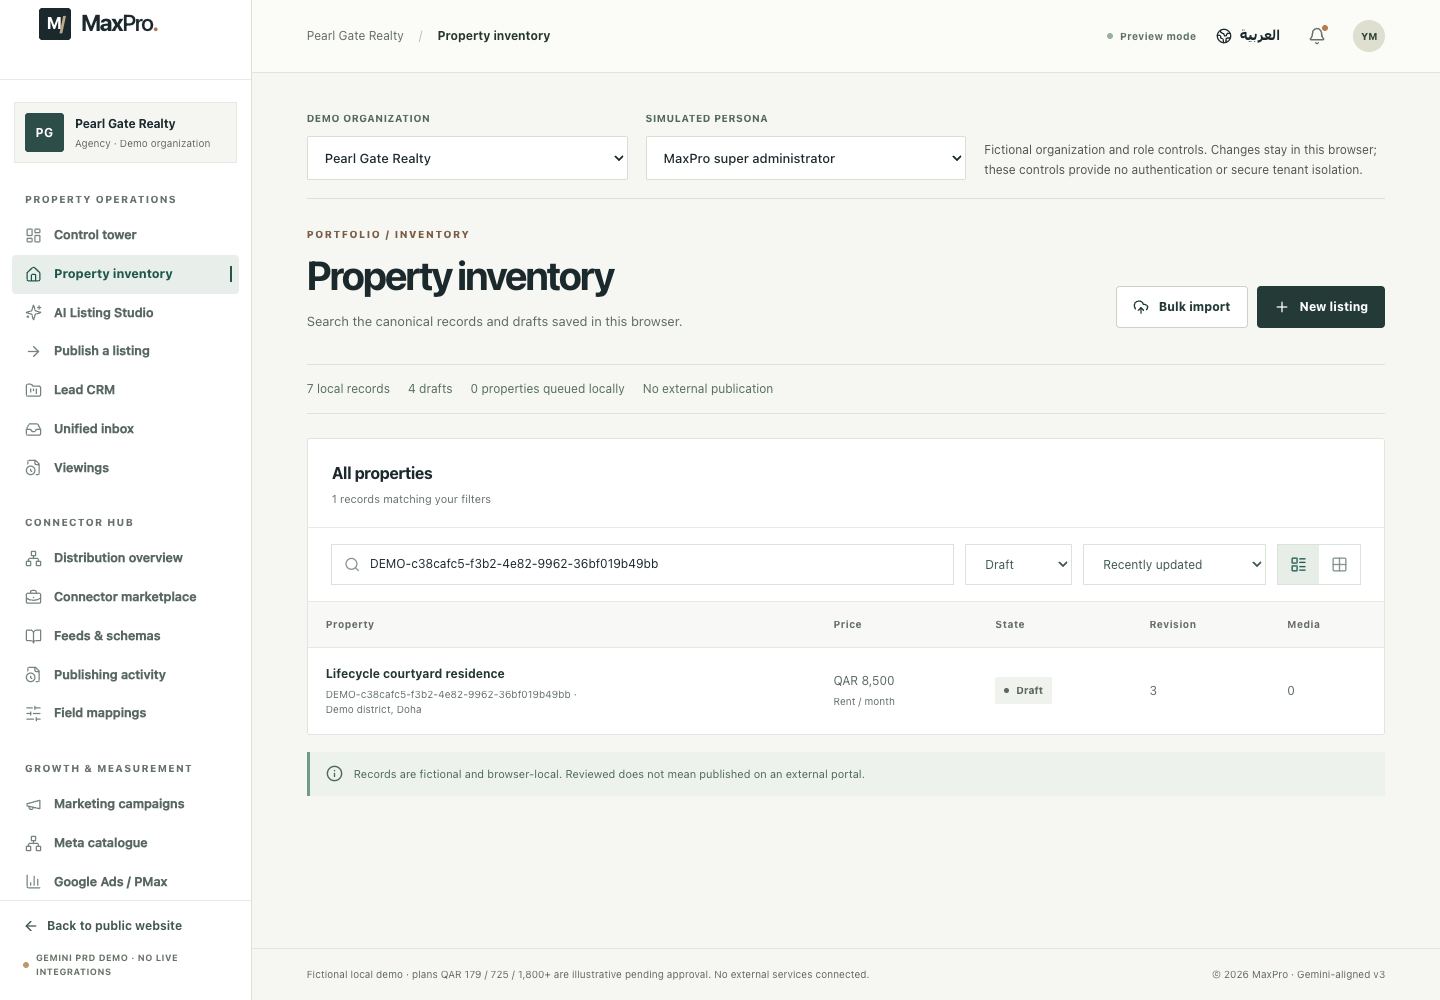 M/ MaxPro.
Pearl Gate Realty / Property inventory
Preview mode
العربية
YM
PG
Pearl Gate Realty
Agency · Demo organization
PROPERTY OPERATIONS
Control tower
Property inventory
AI Listing Studio
Publish a listing
Lead CRM
Unified inbox
Viewings
CONNECTOR HUB
Distribution overview
Connector marketplace
Feeds & schemas
Publishing activity
Field mappings
GROWTH & MEASUREMENT
Marketing campaigns
Meta catalogue
Google Ads / PMax
Back to public website
GEMINI PRD DEMO · NO LIVE
INTEGRATIONS
DEMO ORGANIZATION
Pearl Gate Realty
SIMULATED PERSONA
MaxPro super administrator
Fictional organization and role controls. Changes stay in this browser;
these controls provide no authentication or secure tenant isolation.
PORTFOLIO / INVENTORY
Property inventory
Search the canonical records and drafts saved in this browser.
Bulk import
New listing
7 local records 4 drafts 0 properties queued locally No external publication
All properties
1 records matching your filters
DEMO-c38cafc5-f3b2-4e82-9962-36bf019b49bb
Draft
Recently updated
Property Price State Revision Media
Lifecycle courtyard residence
DEMO-c38cafc5-f3b2-4e82-9962-36bf019b49bb ·
Demo district, Doha
QAR 8,500
Rent / month
Draft
3
0
Records are fictional and browser-local. Reviewed does not mean published on an external portal.
Fictional local demo · plans QAR 179 / 725 / 1,800+ are illustrative pending approval. No external services connected.
© 2026 MaxPro · Gemini-aligned v3